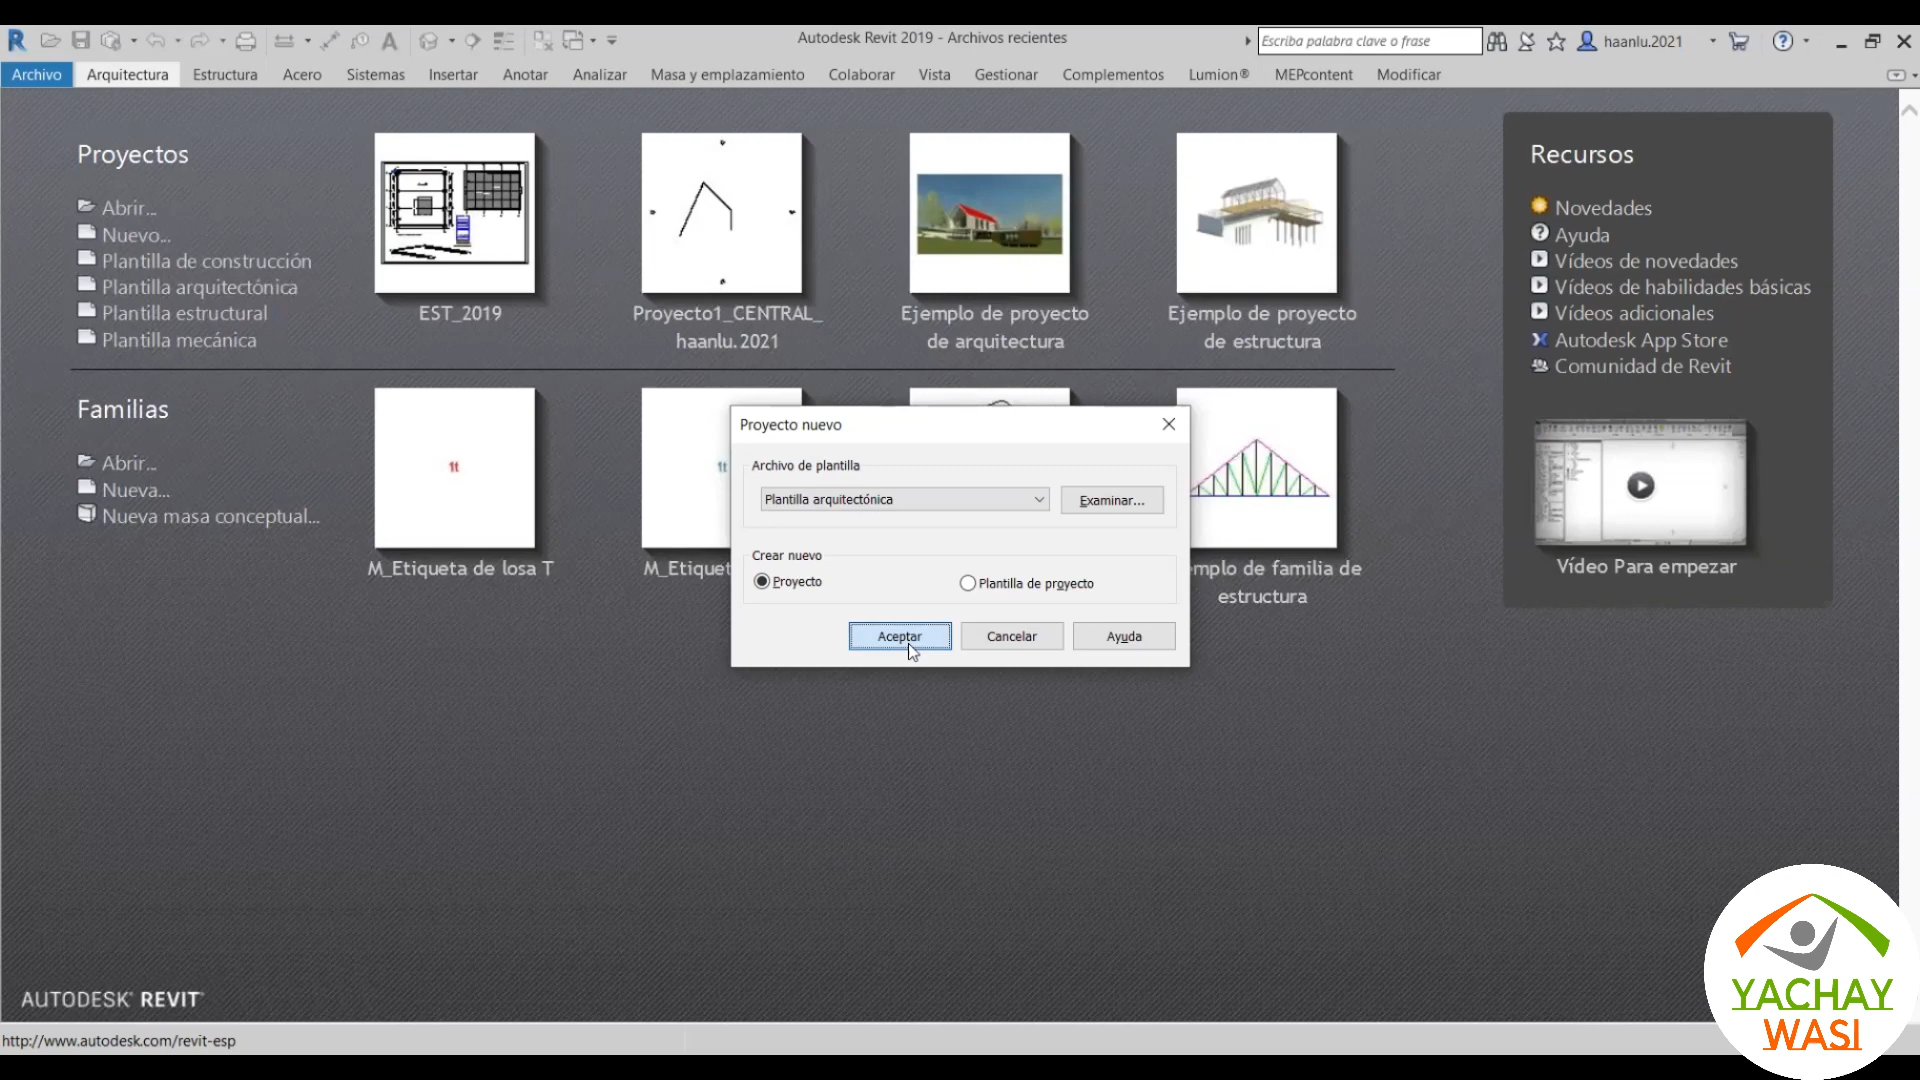 Autodesk Revit 2019 - Archivos recientes
Escriba palabra clave o frase
haanlu.2021
Archivo Arquitectura Estructura Acero Sistemas Insertar Anotar Analizar Masa y emplazamiento Colaborar Vista Gestionar Complementos Lumion® MEPcontent Modificar
Proyectos
Abrir...
Nuevo...
Plantilla de construcción
Plantilla arquitectónica
Plantilla estructural
Plantilla mecánica
EST_2019
Proyecto1_CENTRAL_
haanlu.2021
Ejemplo de proyecto
de arquitectura
Ejemplo de proyecto
de estructura
Recursos
Novedades
Ayuda
Vídeos de novedades
Vídeos de habilidades básicas
Vídeos adicionales
Autodesk App Store
Comunidad de Revit
Vídeo Para empezar
Familias
Abrir...
Nueva...
Nueva masa conceptual...
1t
M_Etiqueta de losa T
1t
M_Etiquet
mplo de familia de
estructura
Proyecto nuevo
Archivo de plantilla
Plantilla arquitectónica
Examinar...
Crear nuevo
Proyecto
Plantilla de proyecto
Aceptar
Cancelar
Ayuda
AUTODESK® REVIT®
http://www.autodesk.com/revit-esp
YACHAY
WASI